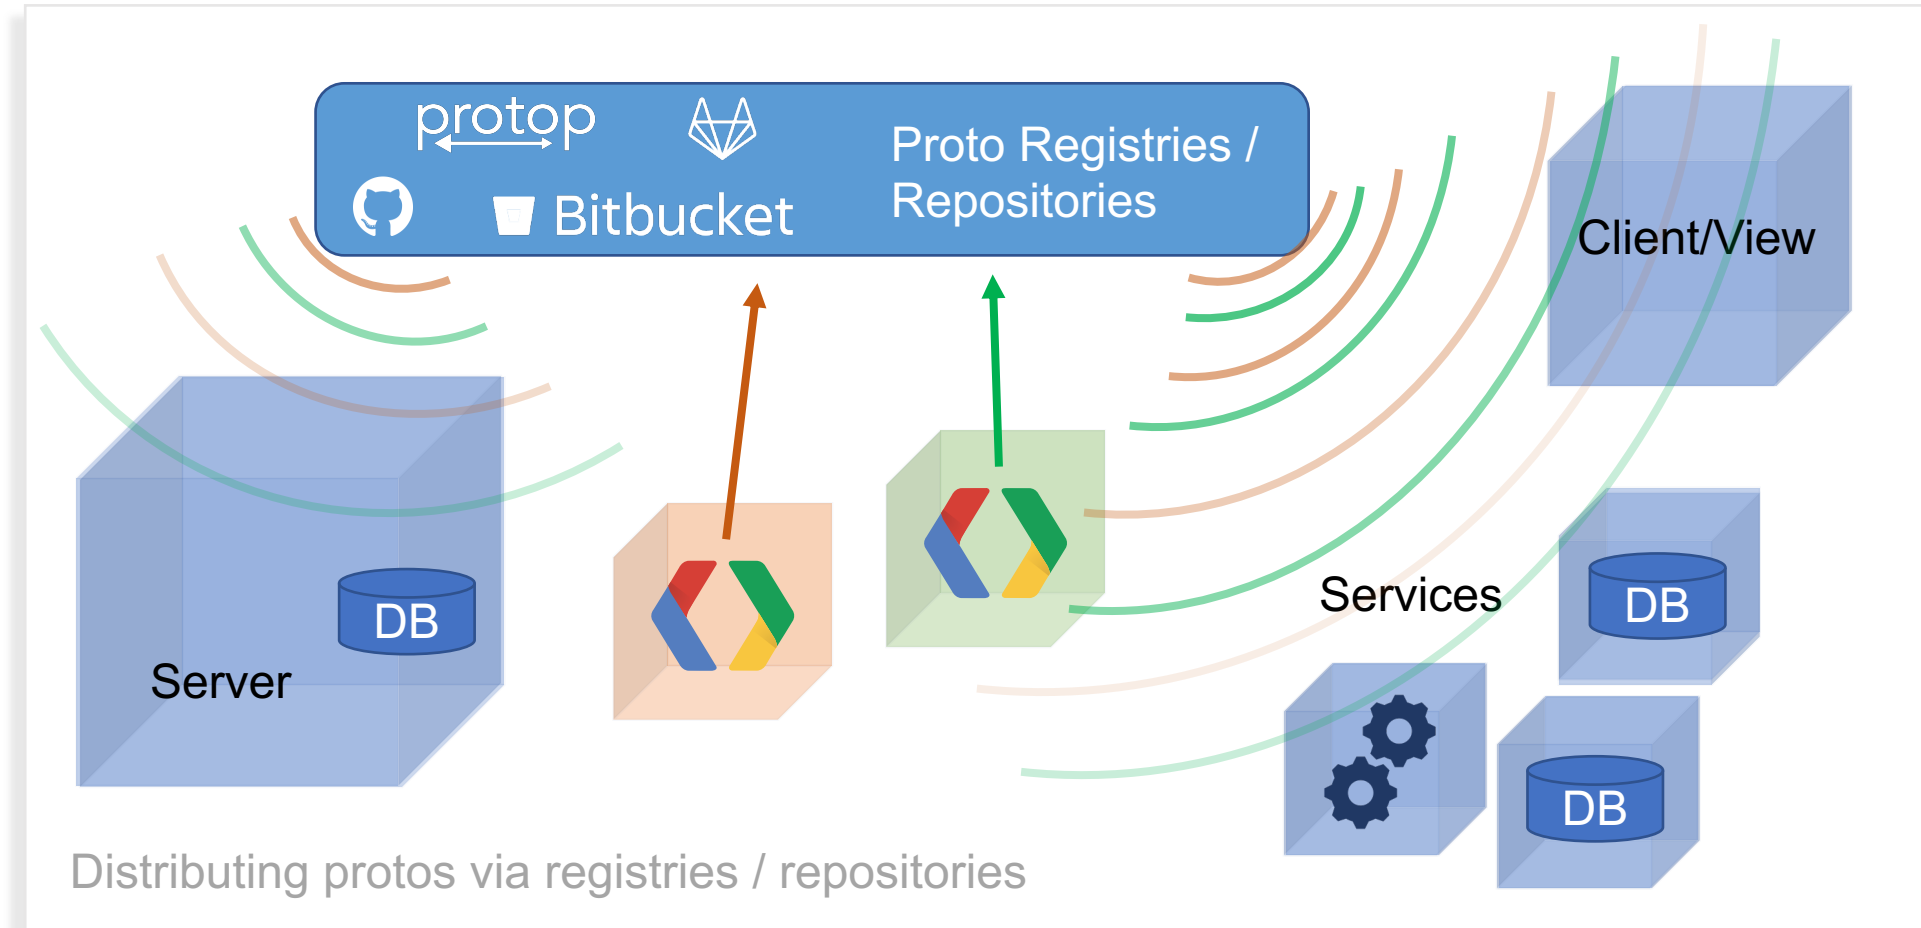 protop
Bitbucket
Proto Registries /
Repositories
Client/View
Services
DB
DB
Server
DB
Distributing protos via registries / repositories